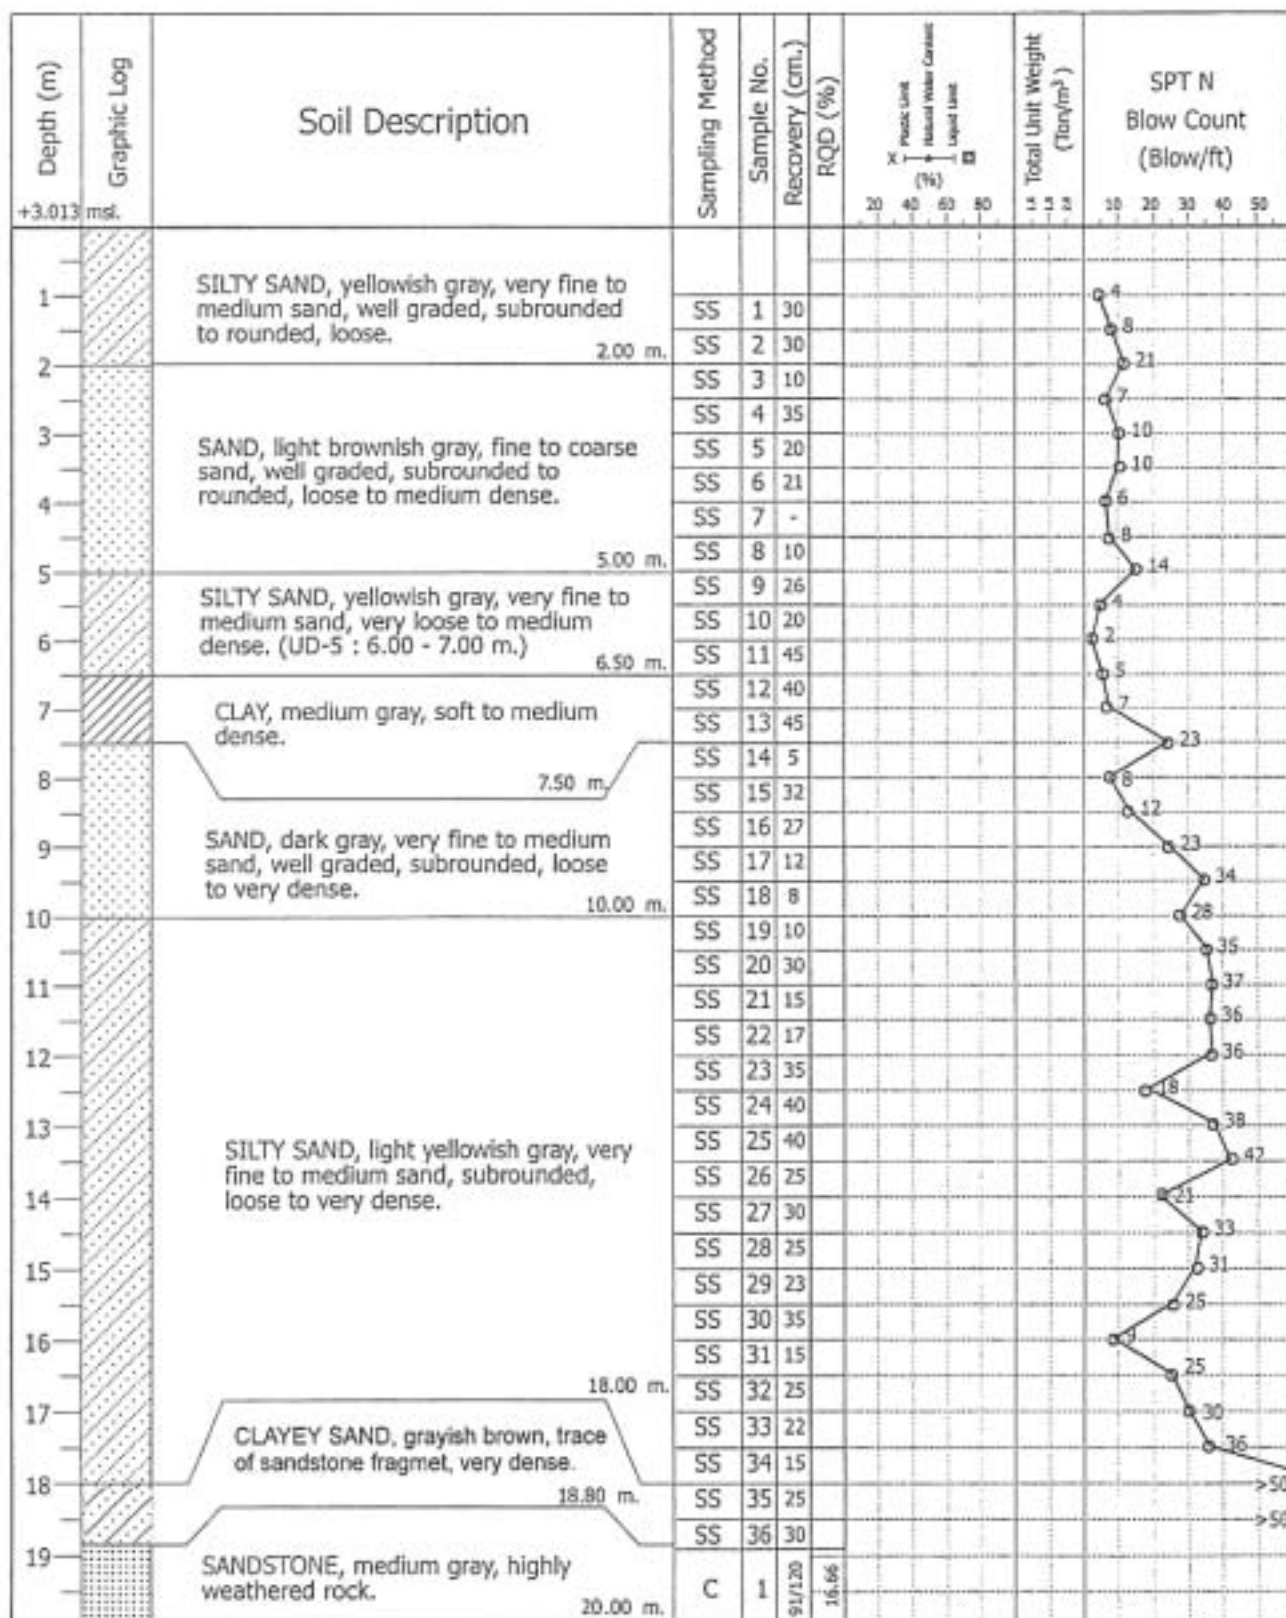 Depth (m)
Graphic Log
Soil Description
Sampling Method
Sample No.
Recovery (cm.)
RQD (%)
Plastic Limit
Natural Water Content
Liquid Limit
(%)
20 40 60 80
Total Unit Weight
(Ton/m³)
SPT N
Blow Count
(Blow/ft)
10 20 30 40 50
+3.013 msl.
SILTY SAND, yellowish gray, very fine to
medium sand, well graded, subrounded
to rounded, loose.
2.00 m.
SAND, light brownish gray, fine to coarse
sand, well graded, subrounded to
rounded, loose to medium dense.
5.00 m.
SILTY SAND, yellowish gray, very fine to
medium sand, very loose to medium
dense. (UD-5 : 6.00 - 7.00 m.)
6.50 m.
CLAY, medium gray, soft to medium
dense.
7.50 m.
SAND, dark gray, very fine to medium
sand, well graded, subrounded, loose
to very dense.
10.00 m.
SILTY SAND, light yellowish gray, very
fine to medium sand, subrounded,
loose to very dense.
18.00 m.
CLAYEY SAND, grayish brown, trace
of sandstone fragmet, very dense.
18.80 m.
SANDSTONE, medium gray, highly
weathered rock.
20.00 m.
1
2
3
4
5
6
7
8
9
10
11
12
13
14
15
16
17
18
19
SS 1 30
SS 2 30
SS 3 10
SS 4 35
SS 5 20
SS 6 21
SS 7 -
SS 8 10
SS 9 26
SS 10 20
SS 11 45
SS 12 40
SS 13 45
SS 14 5
SS 15 32
SS 16 27
SS 17 12
SS 18 8
SS 19 10
SS 20 30
SS 21 15
SS 22 17
SS 23 35
SS 24 40
SS 25 40
SS 26 25
SS 27 30
SS 28 25
SS 29 23
SS 30 35
SS 31 15
SS 32 25
SS 33 22
SS 34 15
SS 35 25
SS 36 30
C 1 91/120 16.66
4
8
21
7
10
10
6
8
14
4
2
5
7
23
8
12
23
34
28
35
37
36
36
18
38
42
21
33
31
25
9
25
30
36
>50
>50